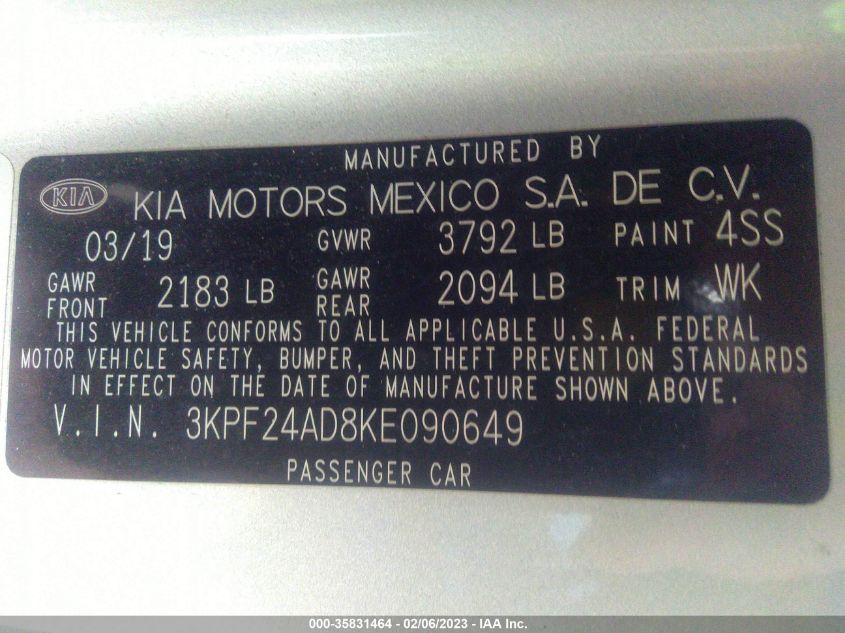 MANUFACTURED BY
KIA KIA MOTORS MEXICO S.A. DE C.V.
03/19 GVWR 3792 LB PAINT 4SS
GAWR FRONT 2183 LB GAWR REAR 2094 LB TRIM WK
THIS VEHICLE CONFORMS TO ALL APPLICABLE U.S.A. FEDERAL
MOTOR VEHICLE SAFETY, BUMPER, AND THEFT PREVENTION STANDARDS
IN EFFECT ON THE DATE OF MANUFACTURE SHOWN ABOVE.
V.I.N. 3KPF24AD8KE090649
PASSENGER CAR
000-35831464 - 02/06/2023 - IAA Inc.